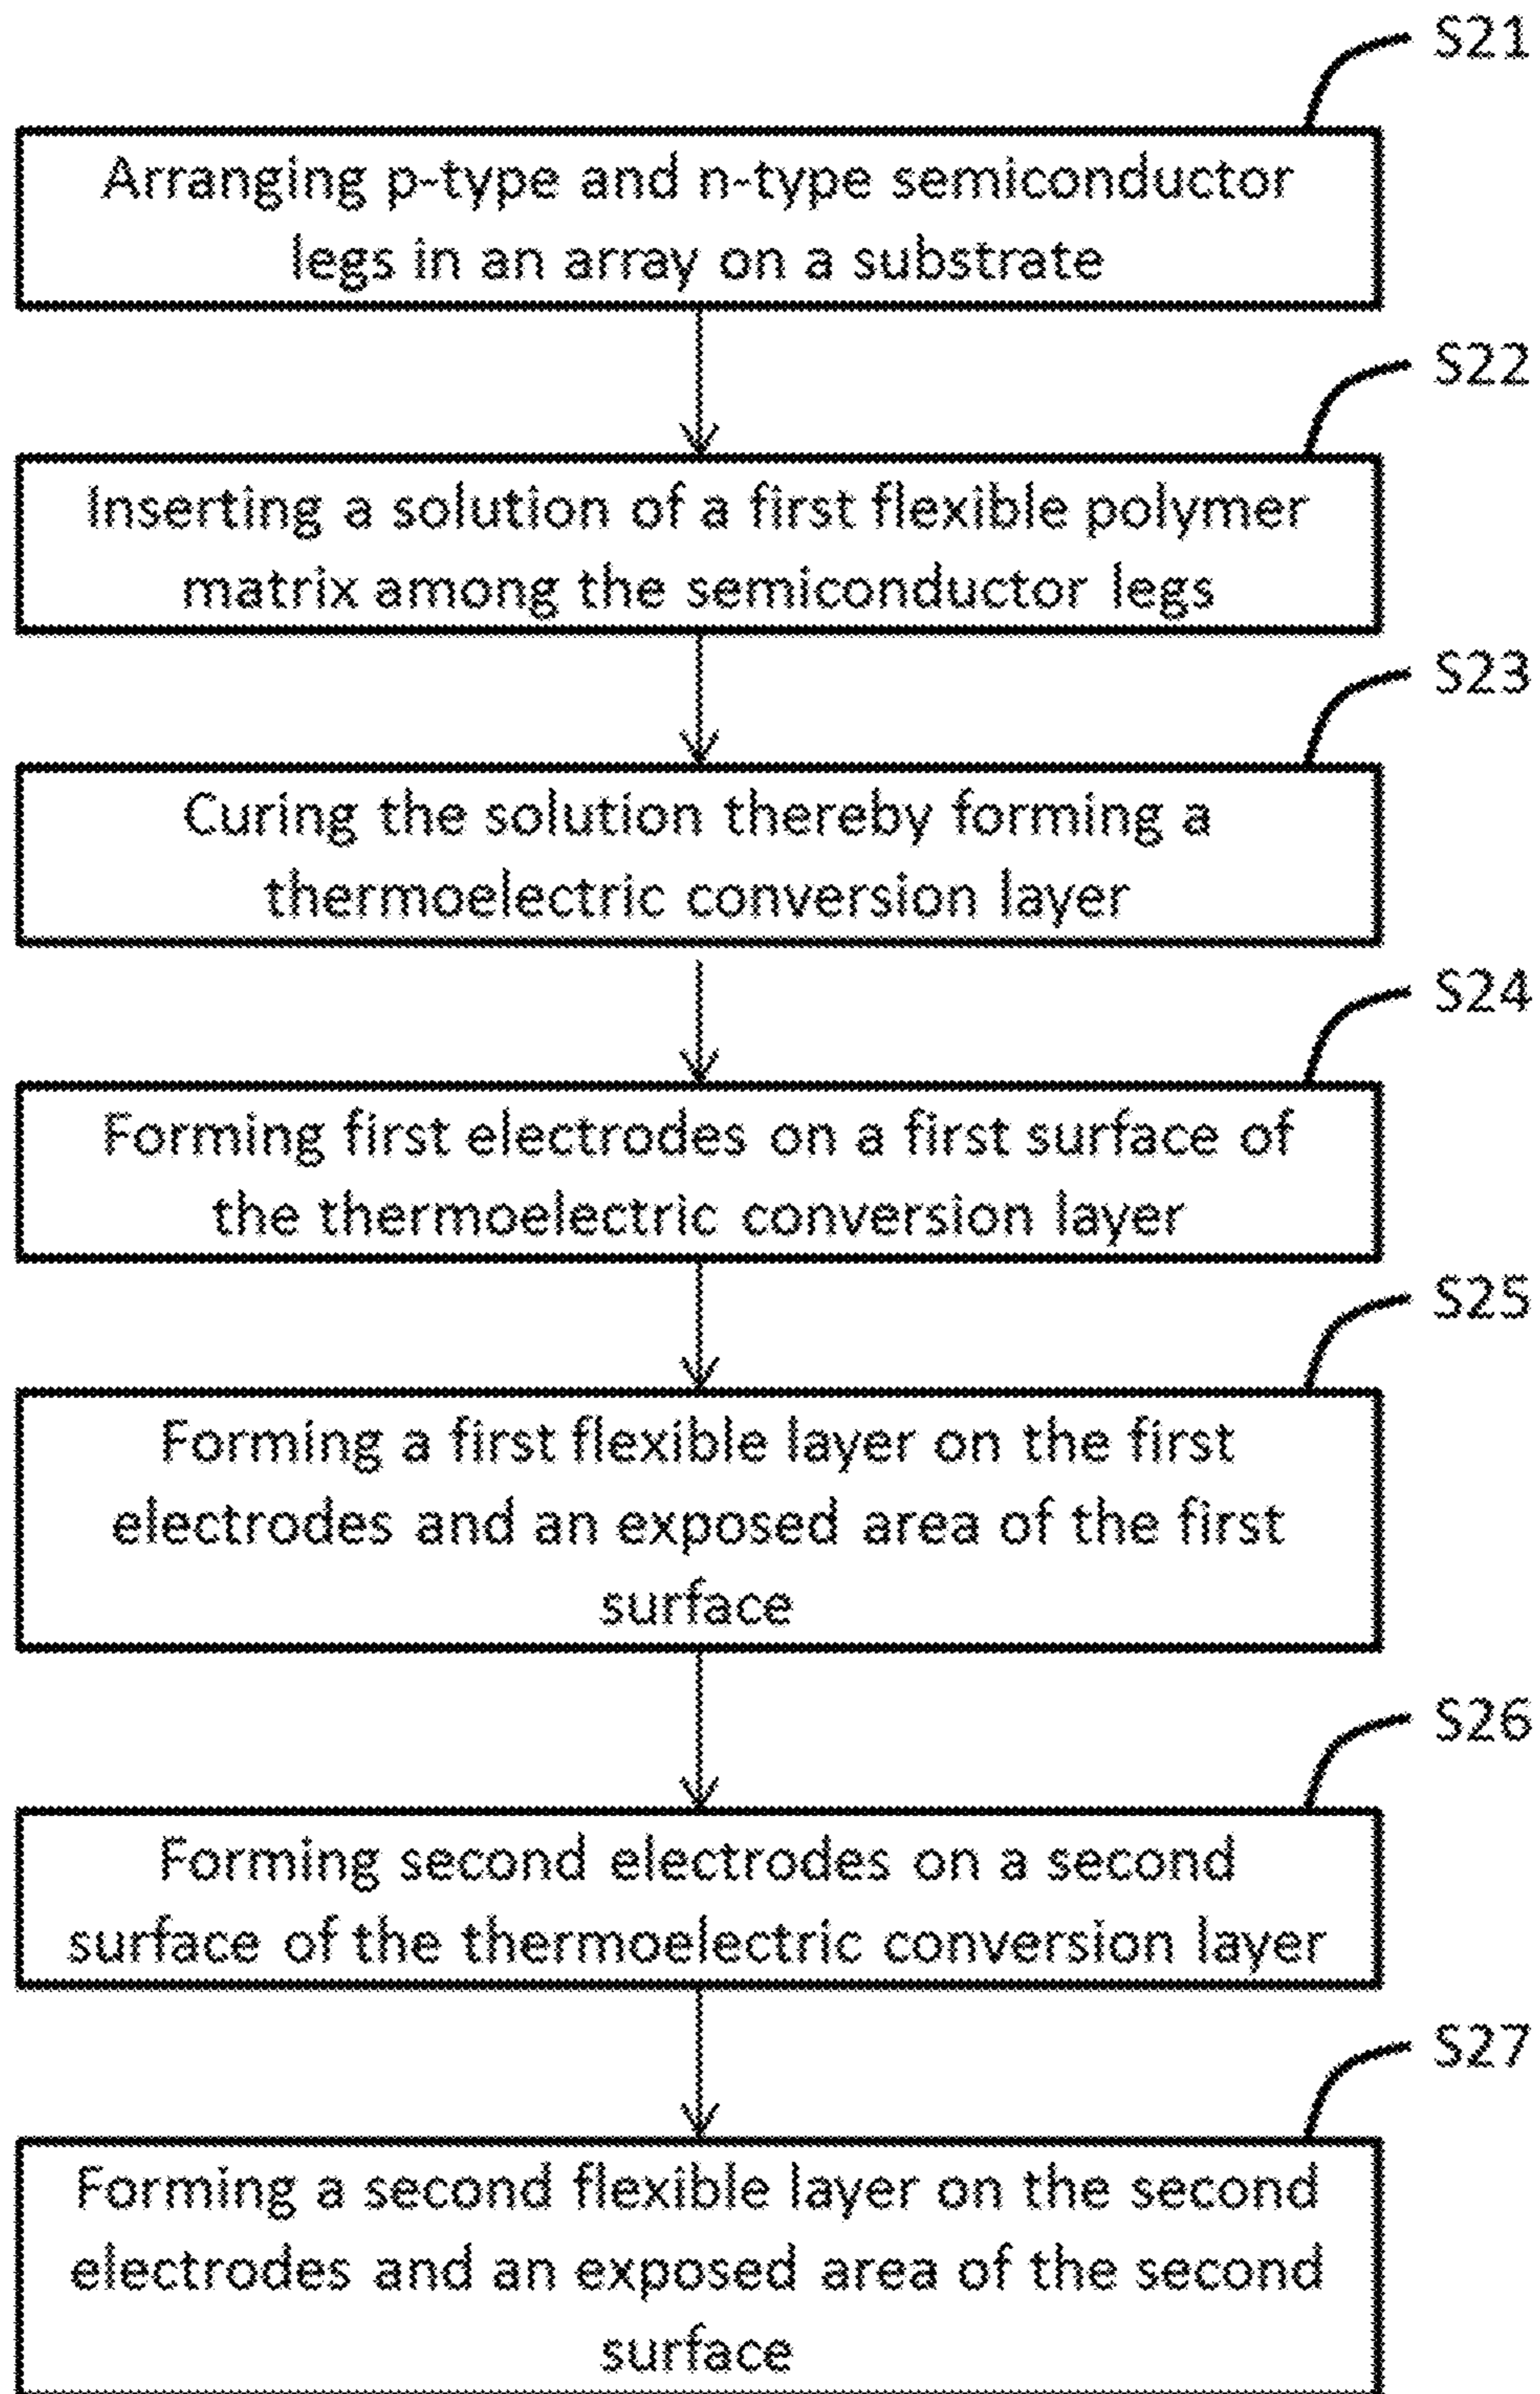 S21
Arranging p-type and n-type semiconductor
legs in an array on a substrate
S22
Inserting a solution of a first flexible polymer
matrix among the semiconductor legs
S23
Curing the solution thereby forming a
thermoelectric conversion layer
S24
Forming first electrodes on a first surface of
the thermoelectric conversion layer
S25
Forming a first flexible layer on the first
electrodes and an exposed area of the first
surface
S26
Forming second electrodes on a second
surface of the thermoelectric conversion layer
S27
Forming a second flexible layer on the second
electrodes and an exposed area of the second
surface